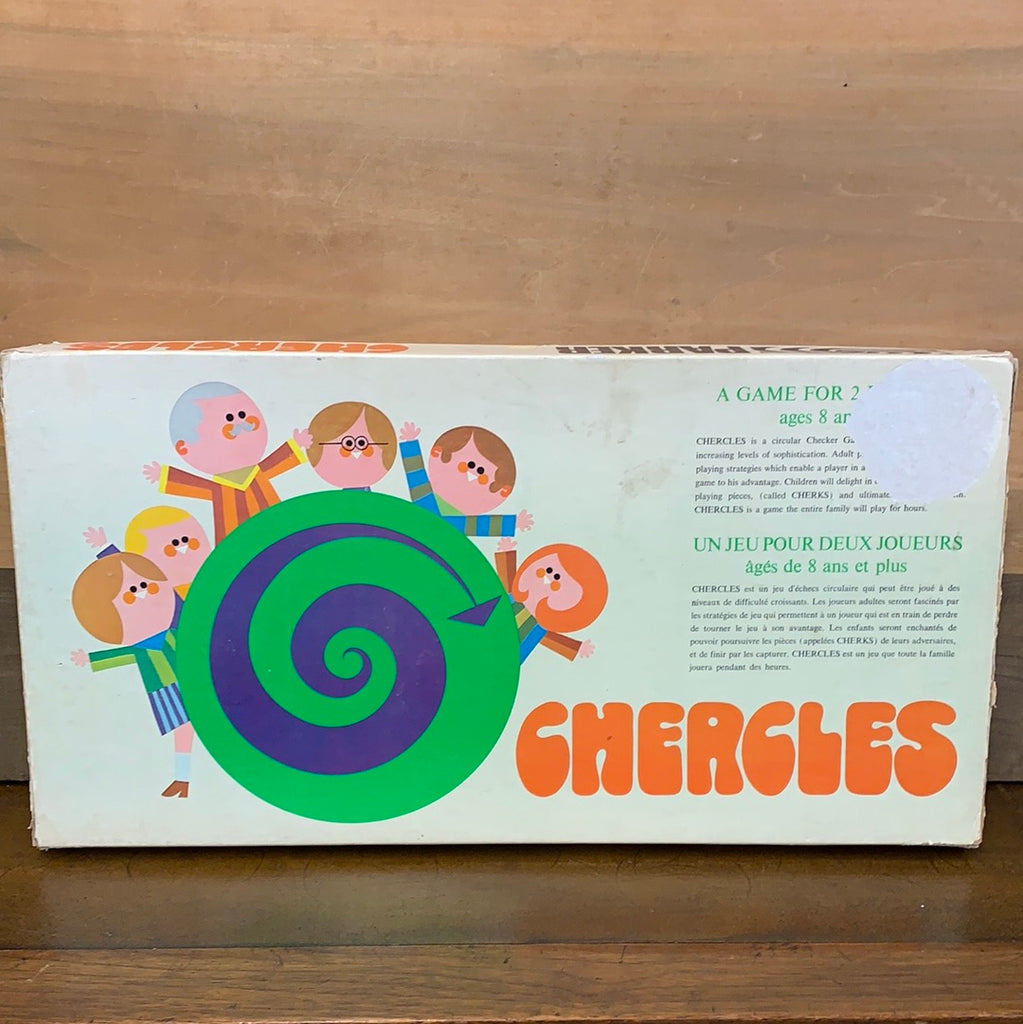 CHERCLES PARKER
A GAME FOR 2
ages 8
CHERCLES is a circular Checker
increasing levels of sophistication. Adult
playing strategies which enable a player in a
game to his advantage. Children will delight in
playing pieces, (called CHERKS) and
CHERCLES is a game the entire family will play for hours.
UN JEU POUR DEUX JOUEURS
âgés de 8 ans et plus
CHERCLES est un jeu d'échecs circulaire qui peut être joué à des
niveaux de difficulté croissants. Les joueurs adultes seront fascinés par
les stratégies de jeu qui permettent à un joueur qui est en train de perdre
de tourner le jeu à son avantage. Les enfants seront enchantés de
pouvoir poursuivre les pièces (appelées CHERKS) de leurs adversaires,
et de finir par les capturer. CHERCLES est un jeu que toute la famille
jouera pendant des heures.
CHERCLES